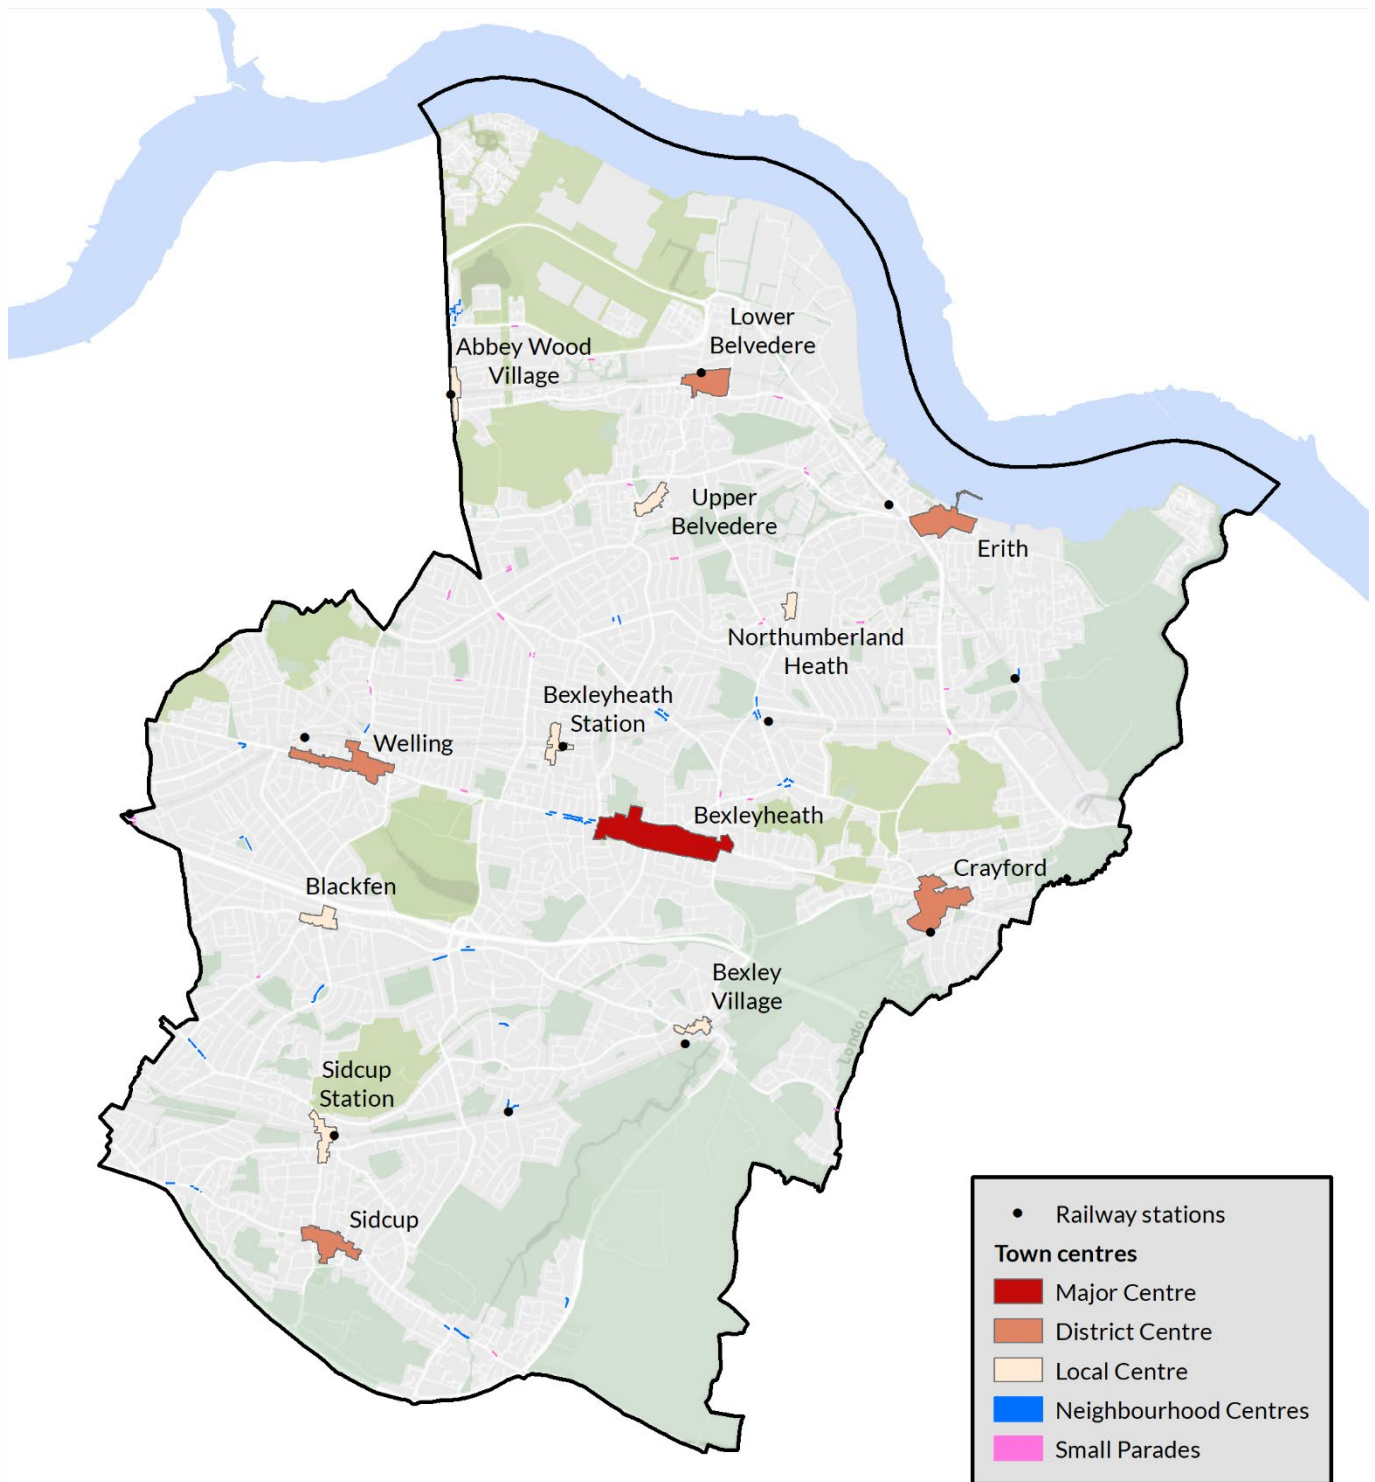 Lower
Belvedere
Abbey Wood
Village
Upper
Belvedere
Erith
Northumberland
Heath
Bexleyheath
Station
Welling
Bexleyheath
Crayford
Blackfen
Bexley
Village
London
Sidcup
Station
Sidcup
Railway stations
Town centres
Major Centre
District Centre
Local Centre
Neighbourhood Centres
Small Parades